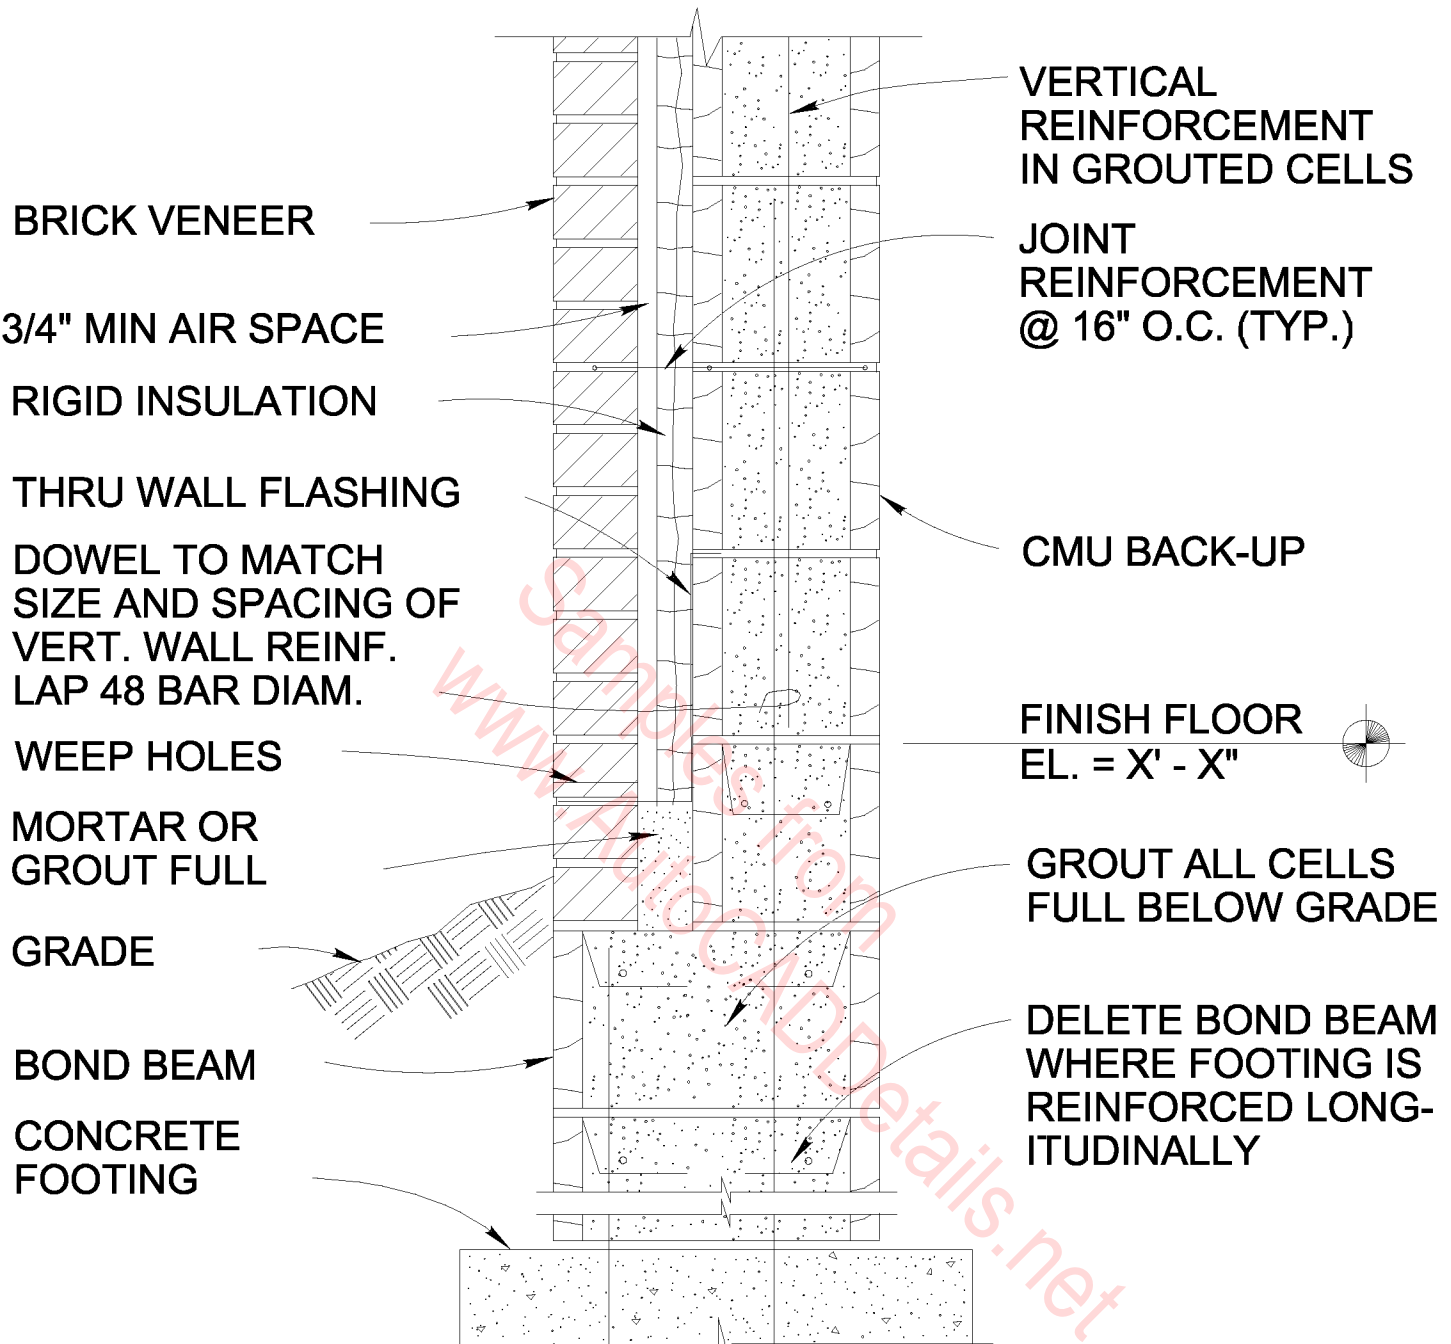 VERTICAL
REINFORCEMENT
IN GROUTED CELLS
BRICK VENEER
JOINT
REINFORCEMENT
@ 16" O.C. (TYP.)
3/4" MIN AIR SPACE
RIGID INSULATION
THRU WALL FLASHING
CMU BACK-UP
DOWEL TO MATCH
SIZE AND SPACING OF
VERT. WALL REINF.
LAP 48 BAR DIAM.
FINISH FLOOR
EL. = X' - X"
WEEP HOLES
MORTAR OR
GROUT FULL
GROUT ALL CELLS
FULL BELOW GRADE
GRADE
BOND BEAM
DELETE BOND BEAM
WHERE FOOTING IS
REINFORCED LONG-
ITUDINALLY
CONCRETE
FOOTING
Samples from
www.AutoCADDetails.net